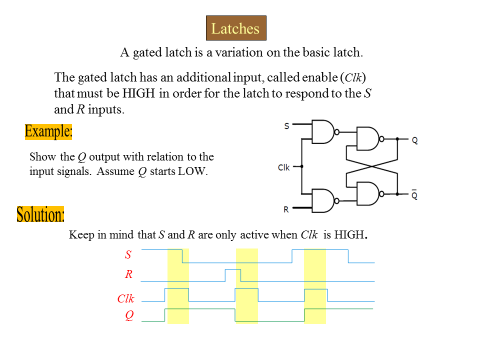 Latches
A gated latch is a variation on the basic latch.
The gated latch has an additional input, called enable (Clk)
that must be HIGH in order for the latch to respond to the S
and R inputs.
Example:
Show the Q output with relation to the
input signals. Assume Q starts LOW.
S
Clk
R
Q
Q̅
Solution:
Keep in mind that S and R are only active when Clk is HIGH.
S
R
Clk
Q